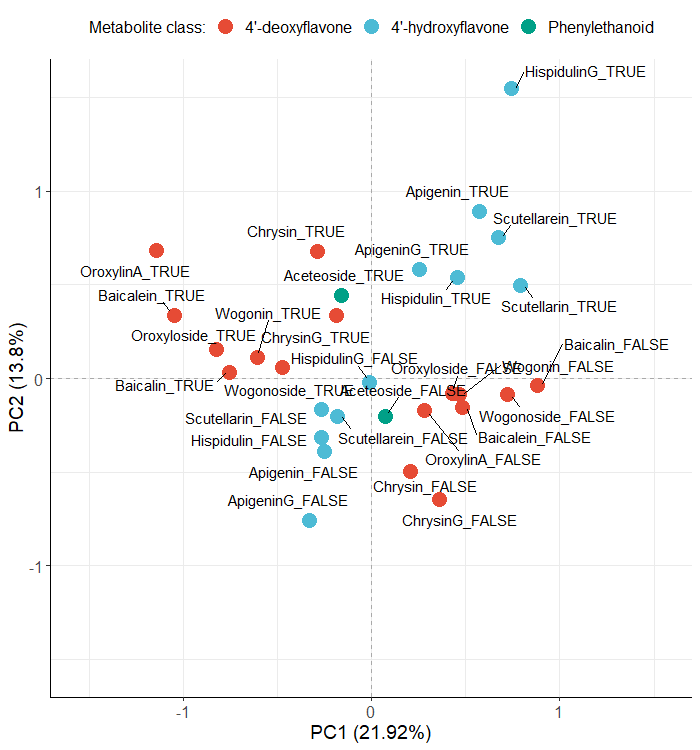 Metabolite class: 4'-deoxyflavone 4'-hydroxyflavone Phenylethanoid
HispidulinG_TRUE
Apigenin_TRUE
Scutellarein_TRUE
Chrysin_TRUE
ApigeninG_TRUE
OroxylinA_TRUE
Aceteoside_TRUE
Baicalein_TRUE
Hispidulin_TRUE
Scutellarin_TRUE
Wogonin_TRUE
Oroxyloside_TRUE
ChrysinG_TRUE
Baicalin_FALSE
HispidulinG_FALSE
Oroxyloside_FALSE
Wogonin_FALSE
Baicalin_TRUE
Wogonoside_TRUE
Aceteoside_FALSE
Scutellarin_FALSE
Wogonoside_FALSE
Hispidulin_FALSE
Scutellarein_FALSE
Baicalein_FALSE
OroxylinA_FALSE
Apigenin_FALSE
Chrysin_FALSE
ApigeninG_FALSE
ChrysinG_FALSE
1
0
-1
PC2 (13.8%)
-1 0 1
PC1 (21.92%)